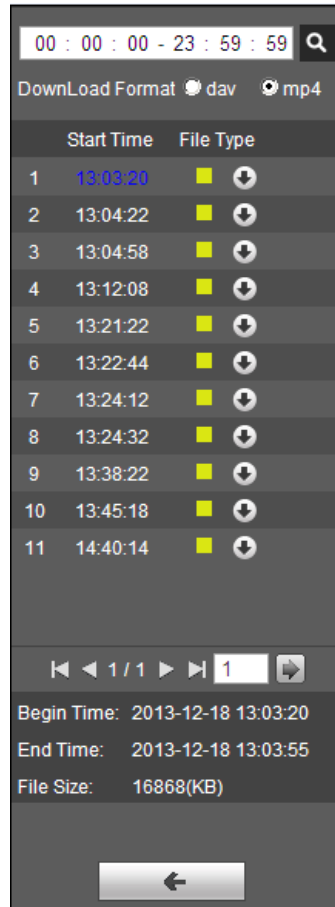 00 : 00 : 00 - 23 : 59 : 59
DownLoad Format dav mp4
Start Time File Type
1 13:03:20
2 13:04:22
3 13:04:58
4 13:12:08
5 13:21:22
6 13:22:44
7 13:24:12
8 13:24:32
9 13:38:22
10 13:45:18
11 14:40:14
1 / 1 1
Begin Time: 2013-12-18 13:03:20
End Time: 2013-12-18 13:03:55
File Size: 16868(KB)